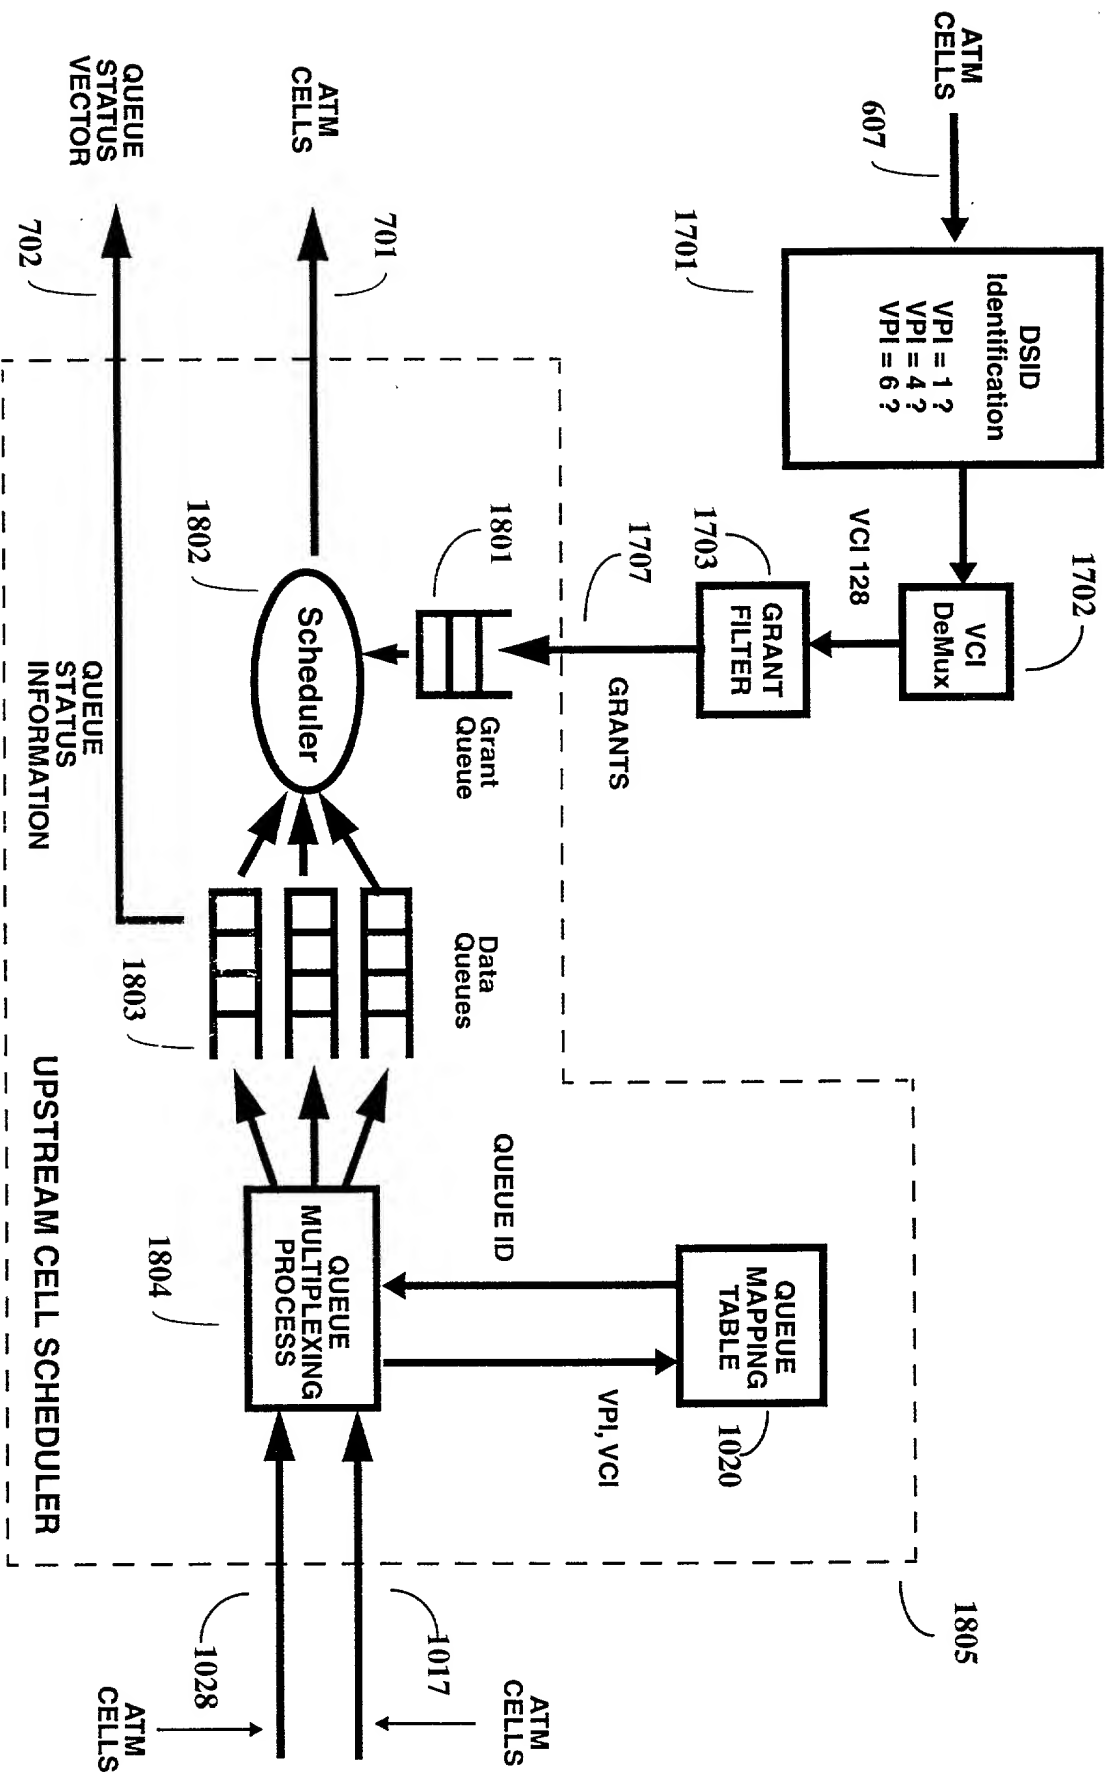 ATM
CELLS
607
1701
DSID
Identification
VPI = 1 ?
VPI = 4 ?
VPI = 6 ?
1702
VCI
DeMux
VCI 128
1703
GRANT
FILTER
1707
GRANTS
1801
Grant
Queue
701
ATM
CELLS
1802
Scheduler
QUEUE
STATUS
VECTOR
702
QUEUE
STATUS
INFORMATION
Data
Queues
1803
QUEUE ID
QUEUE
MAPPING
TABLE
1020
VPI, VCI
QUEUE
MULTIPLEXING
PROCESS
1804
UPSTREAM CELL SCHEDULER
1805
1017
ATM
CELLS
1028
ATM
CELLS